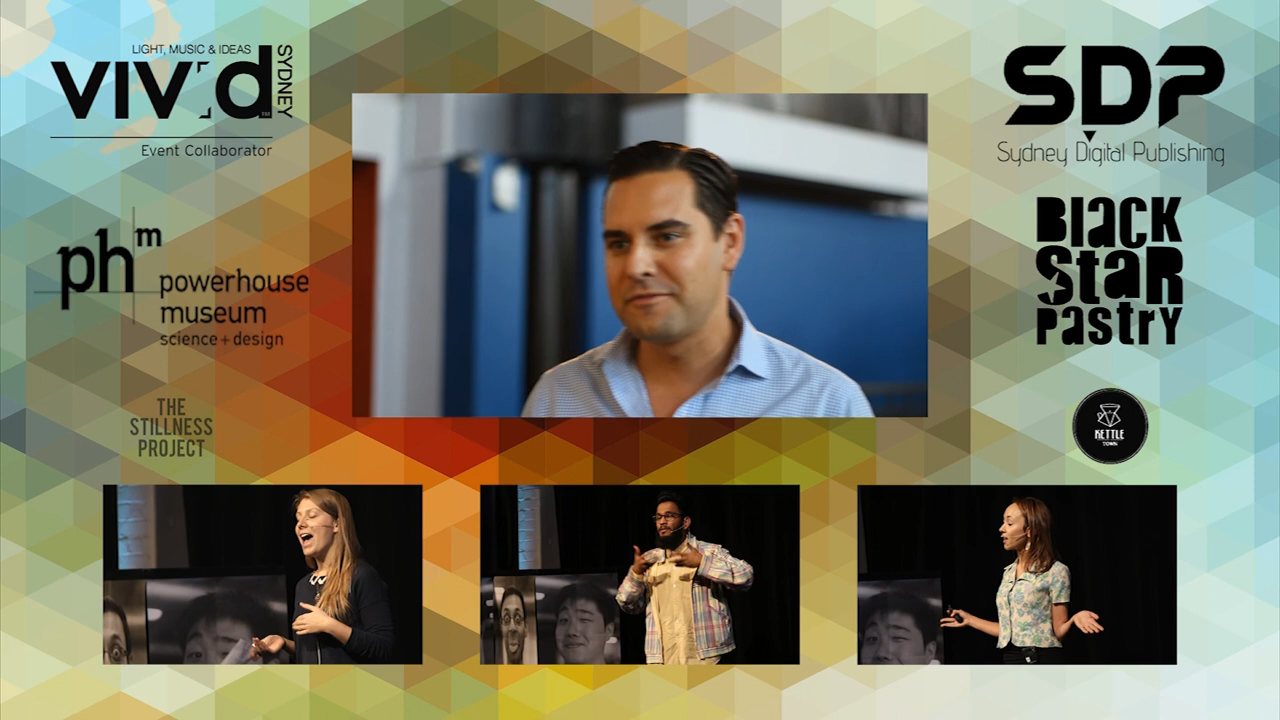 LIGHT, MUSIC & IDEAS
VIVID
SYDNEY
Event Collaborator
phm
powerhouse
museum
science + design
THE
STILLNESS
PROJECT
SDP
Sydney Digital Publishing
BLacK
StaR
PastrY
KETTLE
TOWN